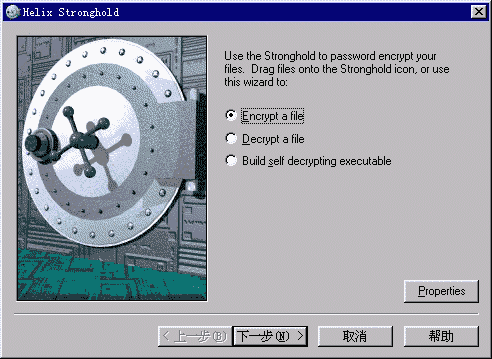 Helix Stronghold
Use the Stronghold to password encrypt your
files. Drag files onto the Stronghold icon, or use
this wizard to:
Encrypt a file
Decrypt a file
Build self decrypting executable
Properties
< 上一步(B)
下一步(N) >
取消
帮助